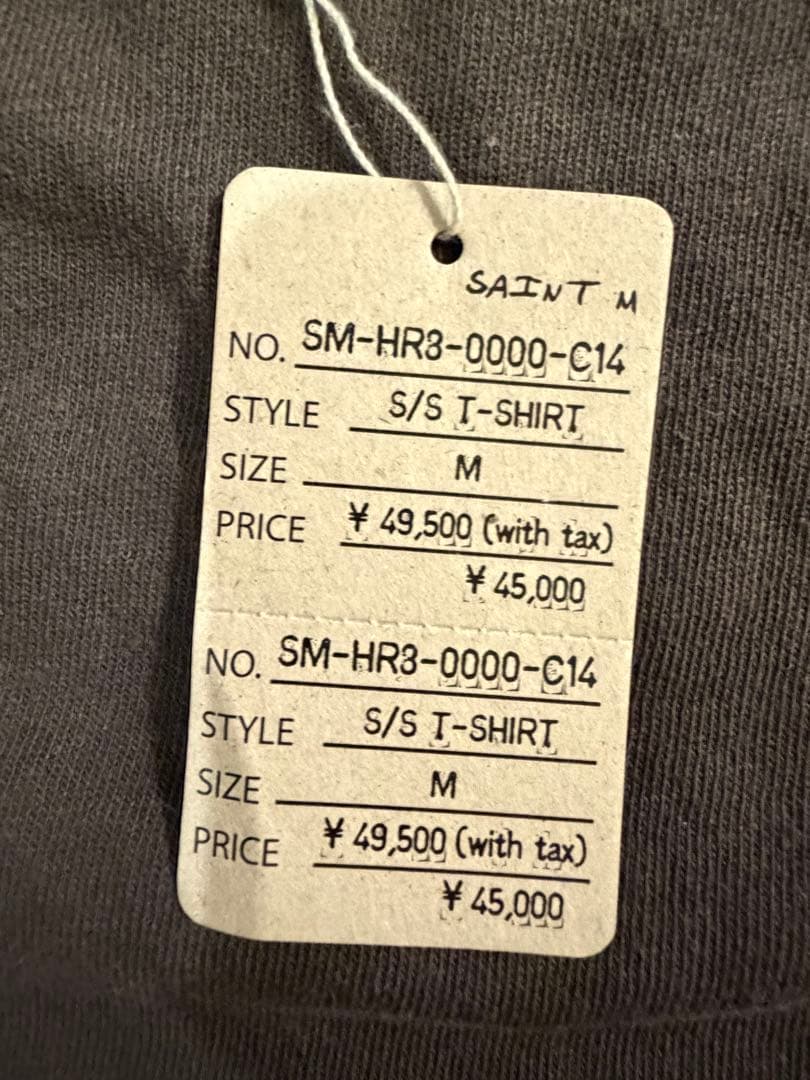 SAINT M
NO. SM-HR3-0000-C14
STYLE S/S T-SHIRT
SIZE M
PRICE ¥ 49,500 (with tax)
¥ 45,000
NO. SM-HR3-0000-C14
STYLE S/S T-SHIRT
SIZE M
PRICE ¥ 49,500 (with tax)
¥ 45,000